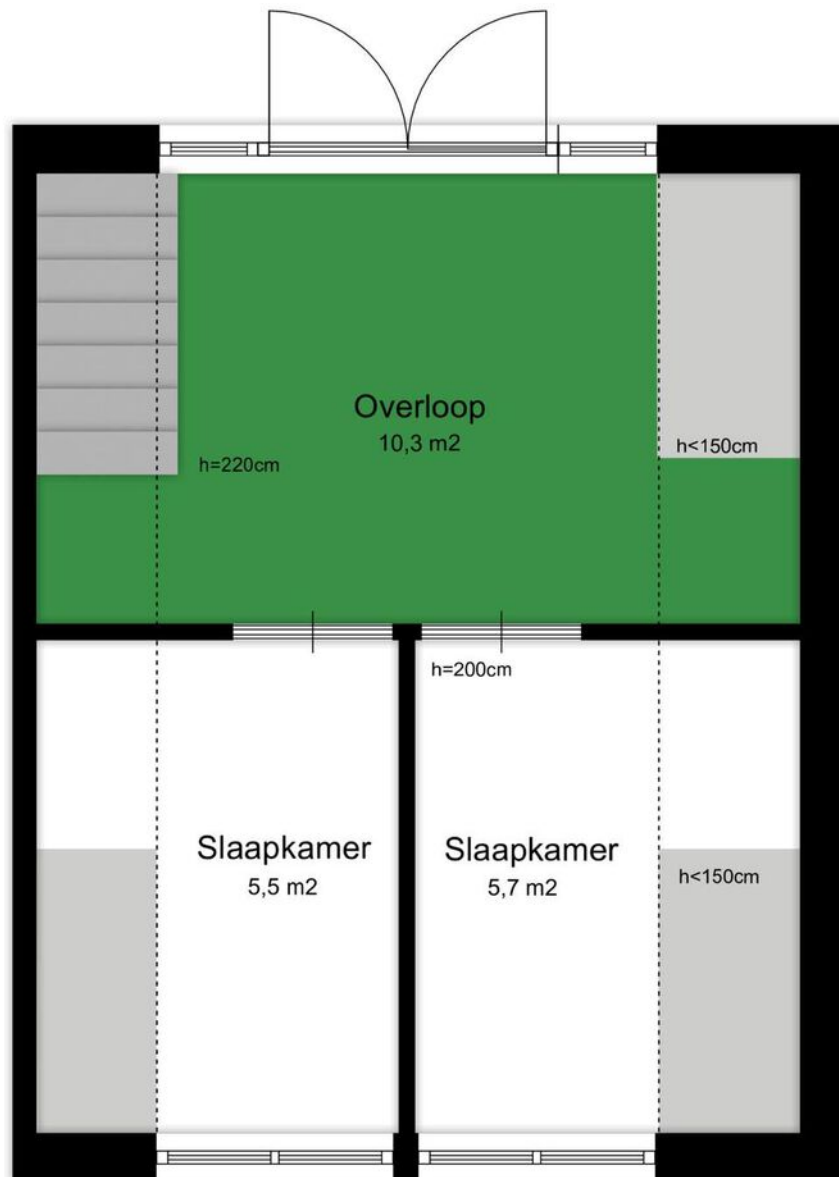 Overloop
10,3 m2
h=220cm
h<150cm
h=200cm
Slaapkamer
5,5 m2
Slaapkamer
5,7 m2
h<150cm